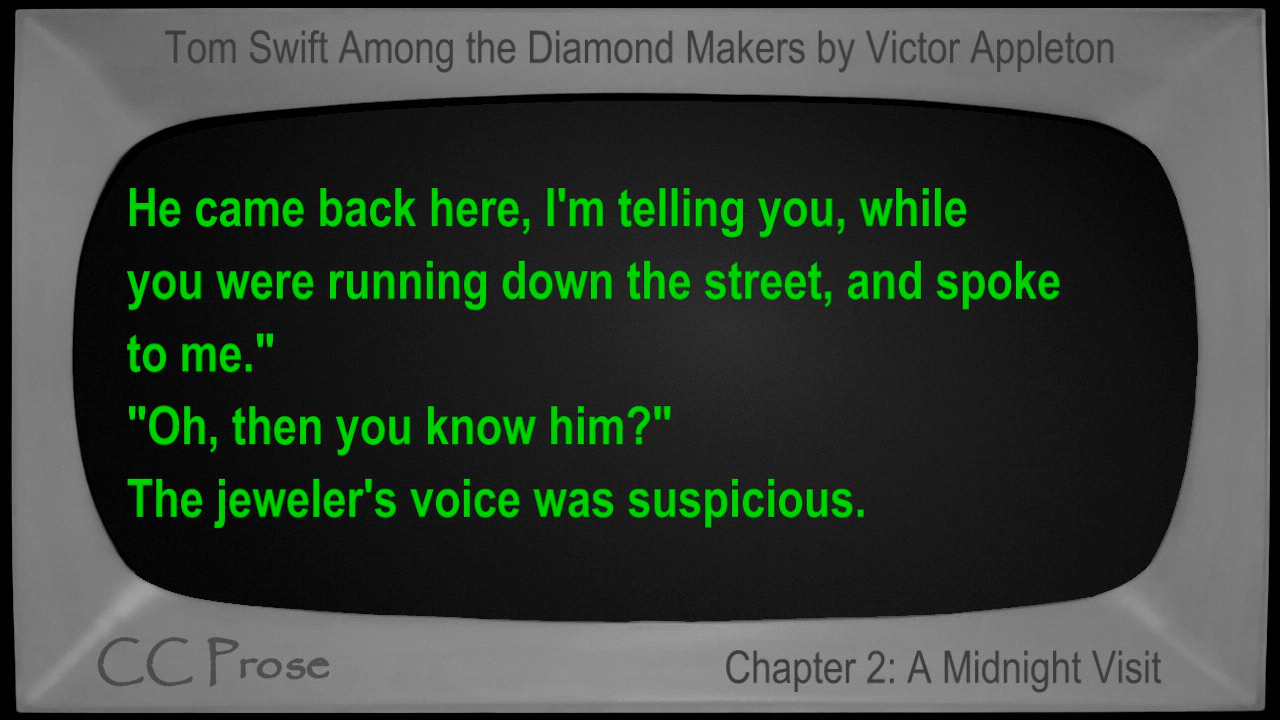 Tom Swift Among the Diamond Makers by Victor Appleton
He came back here, I'm telling you, while
you were running down the street, and spoke
to me."
"Oh, then you know him?"
The jeweler's voice was suspicious.
CC Prose
Chapter 2: A Midnight Visit